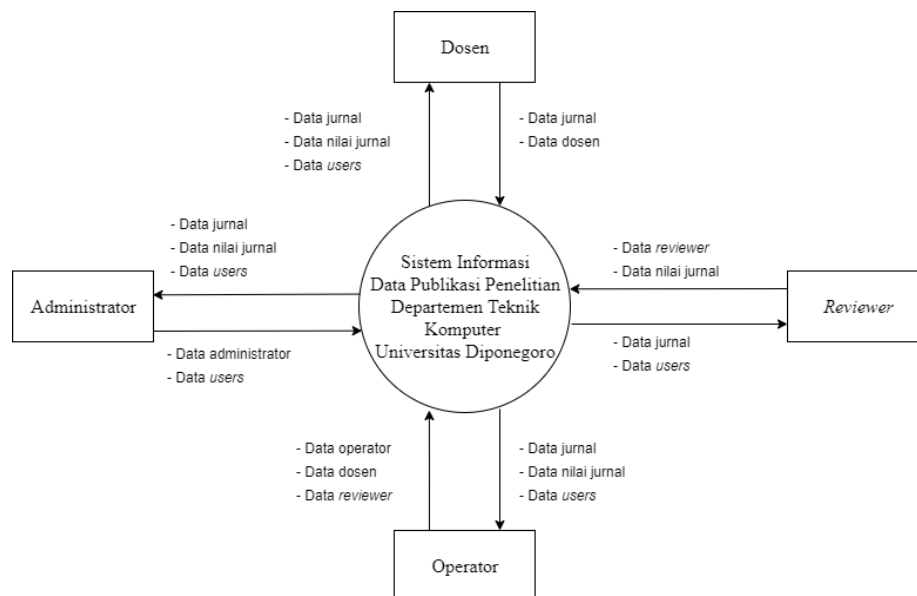 Dosen
- Data jurnal
- Data nilai jurnal
- Data users
- Data jurnal
- Data dosen
- Data jurnal
- Data nilai jurnal
- Data users
Administrator
- Data administrator
- Data users
Sistem Informasi
Data Publikasi Penelitian
Departemen Teknik
Komputer
Universitas Diponegoro
- Data reviewer
- Data nilai jurnal
Reviewer
- Data jurnal
- Data users
- Data operator
- Data dosen
- Data reviewer
- Data jurnal
- Data nilai jurnal
- Data users
Operator